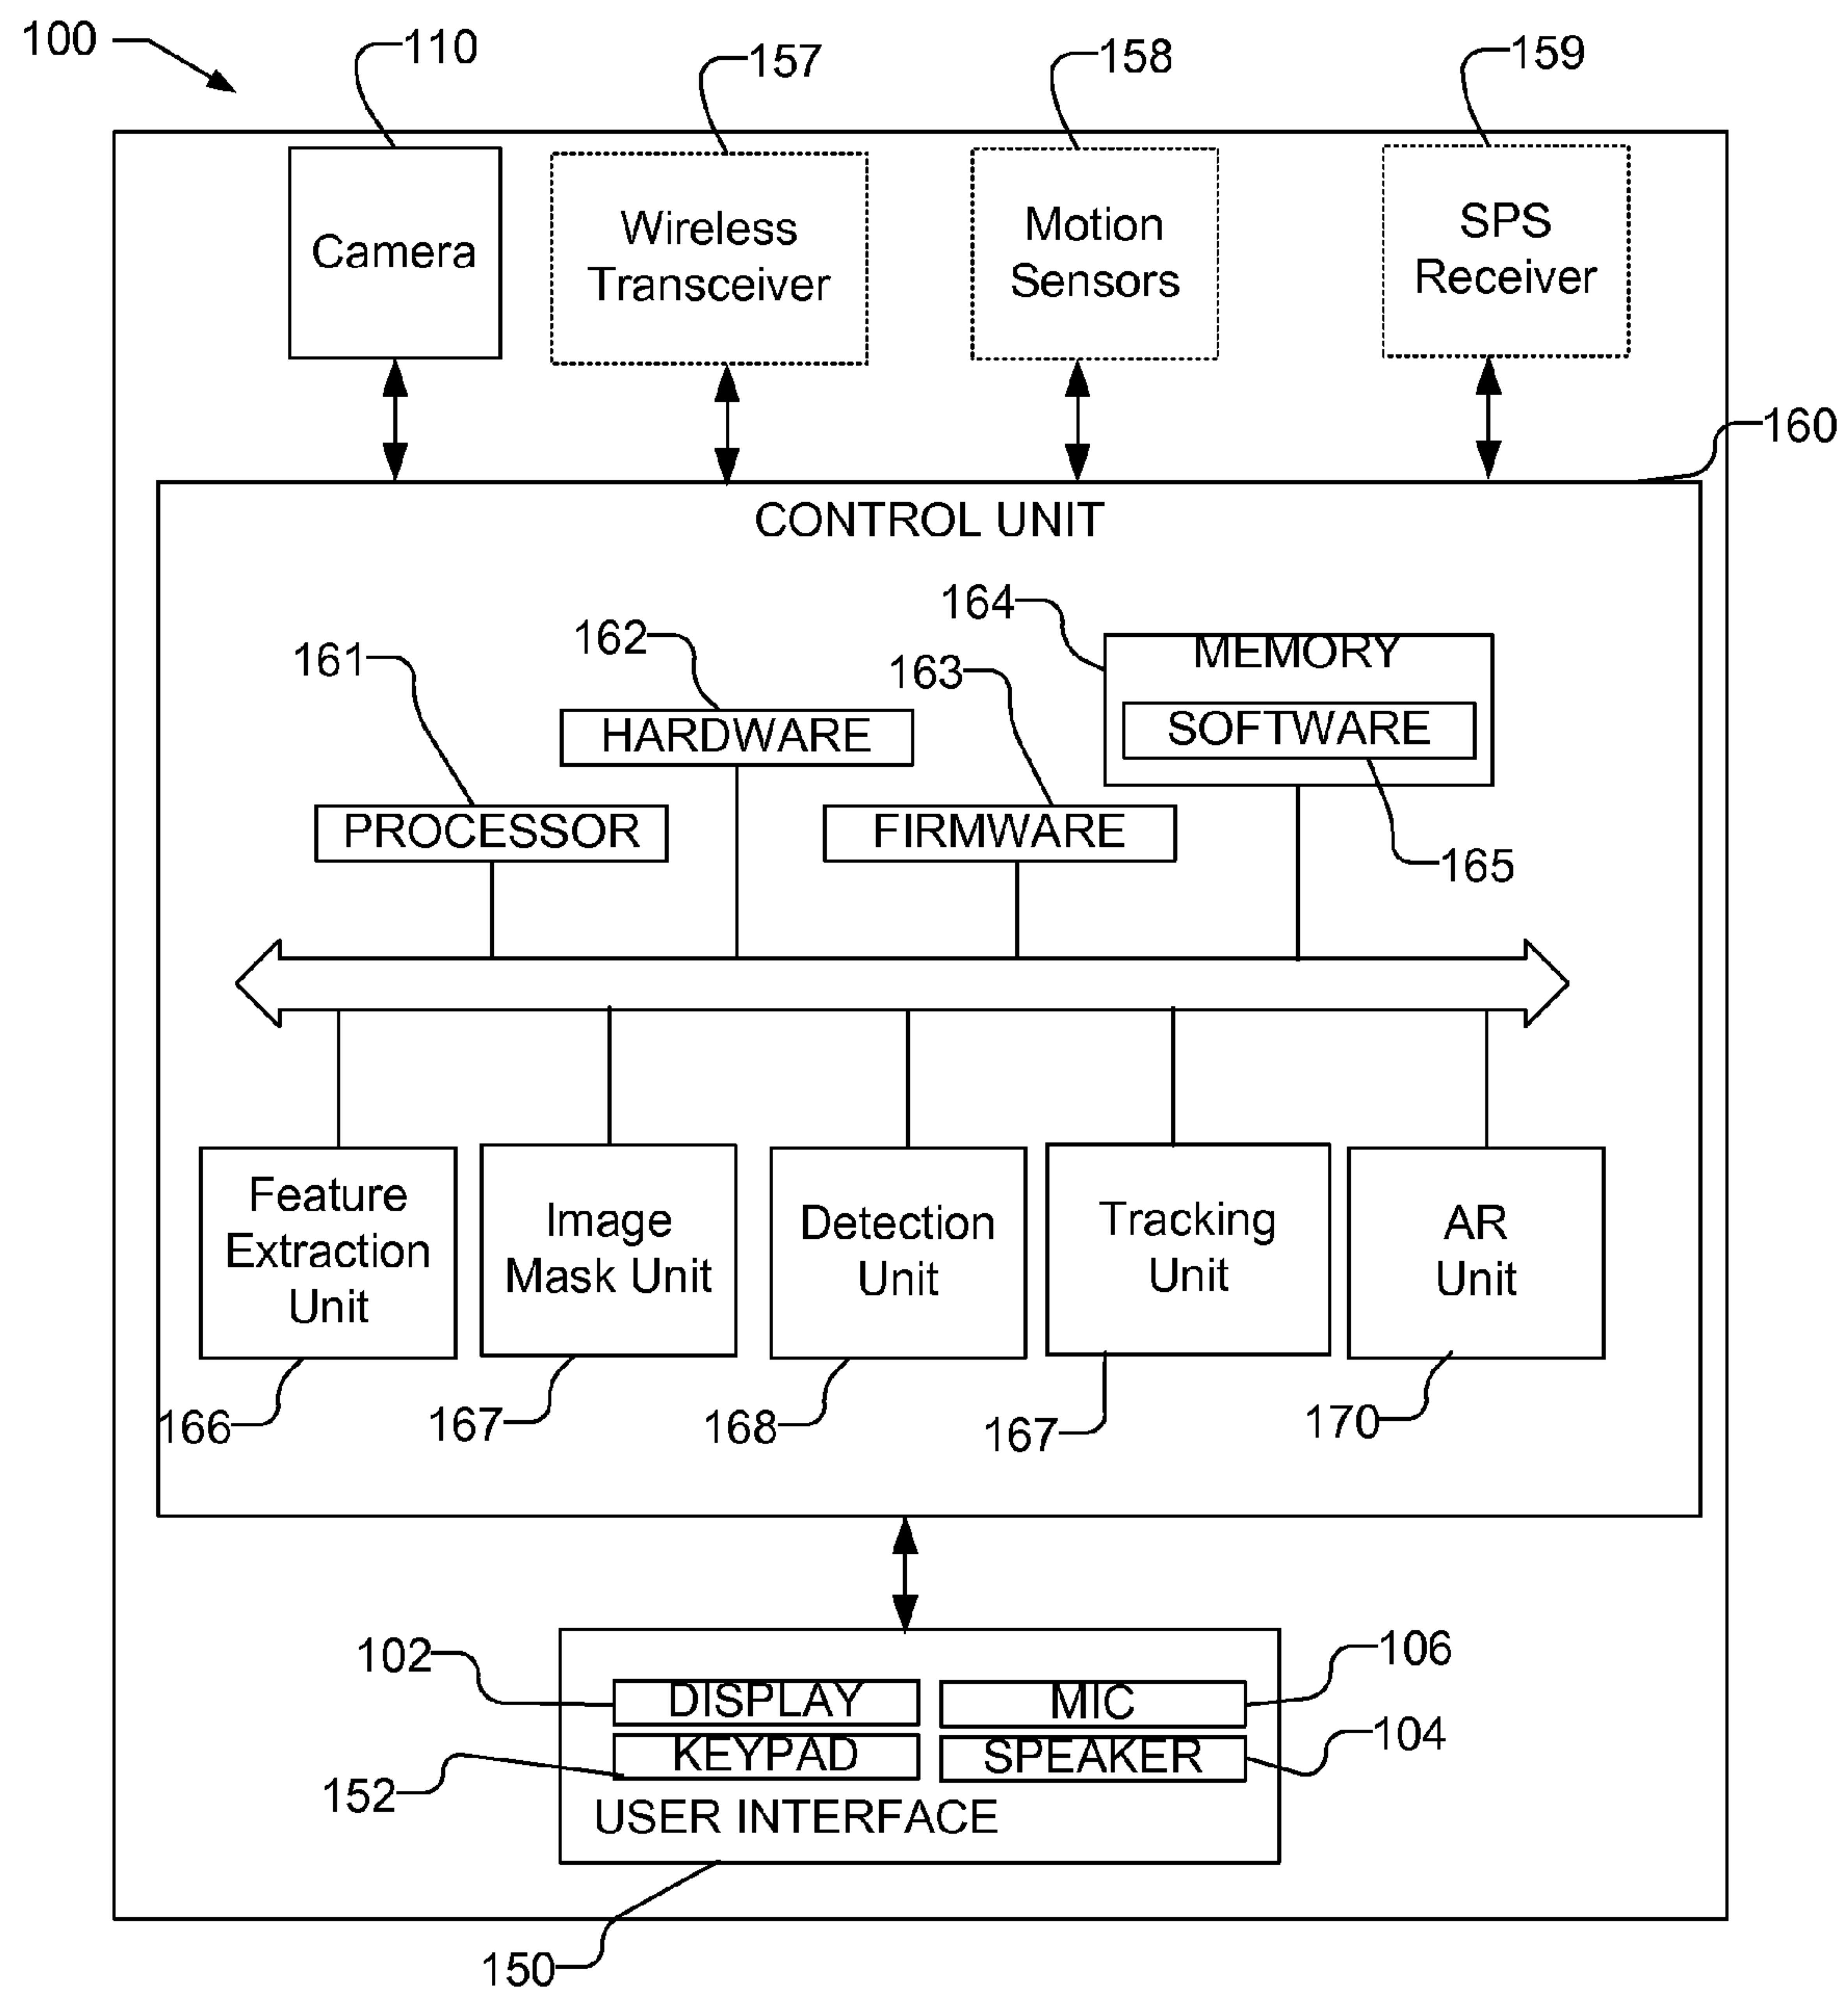 100
110
157
158
159
Camera
Wireless
Transceiver
Motion
Sensors
SPS
Receiver
160
CONTROL UNIT
161
162
163
164
MEMORY
SOFTWARE
HARDWARE
PROCESSOR
FIRMWARE
165
Feature
Extraction
Unit
Image
Mask Unit
Detection
Unit
Tracking
Unit
AR
Unit
166
167
168
167
170
102
DISPLAY
MIC
106
152
KEYPAD
SPEAKER
104
USER INTERFACE
150